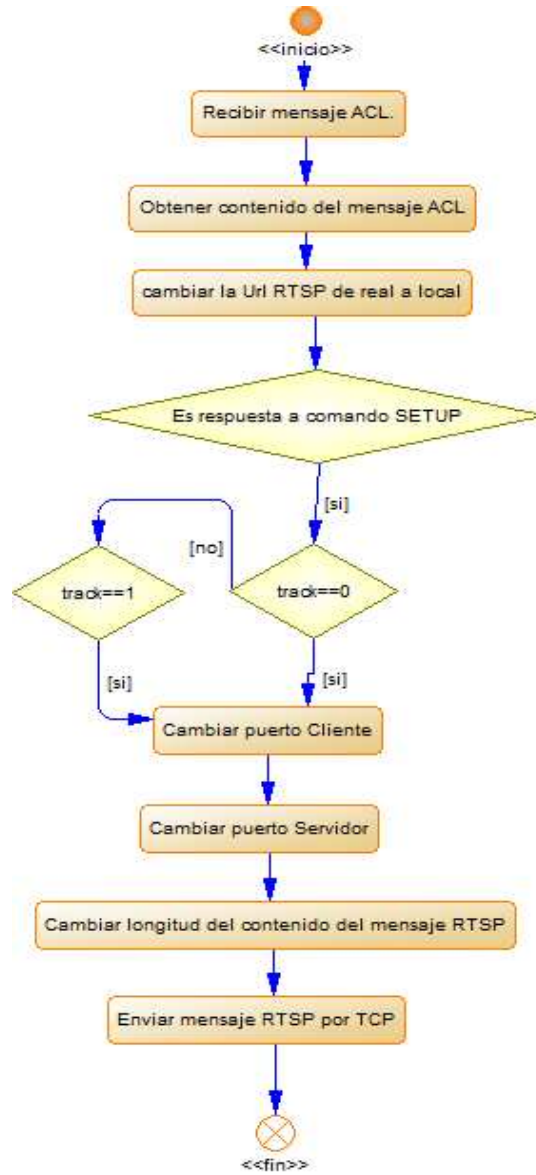 <<inicio>>
Recibir mensaje ACL.
Obtener contenido del mensaje ACL
cambiar la Url RTSP de real a local
Es respuesta a comando SETUP
[si]
[no]
track==1
track==0
[si]
[si]
Cambiar puerto Cliente
Cambiar puerto Servidor
Cambiar longitud del contenido del mensaje RTSP
Enviar mensaje RTSP por TCP
<<fin>>